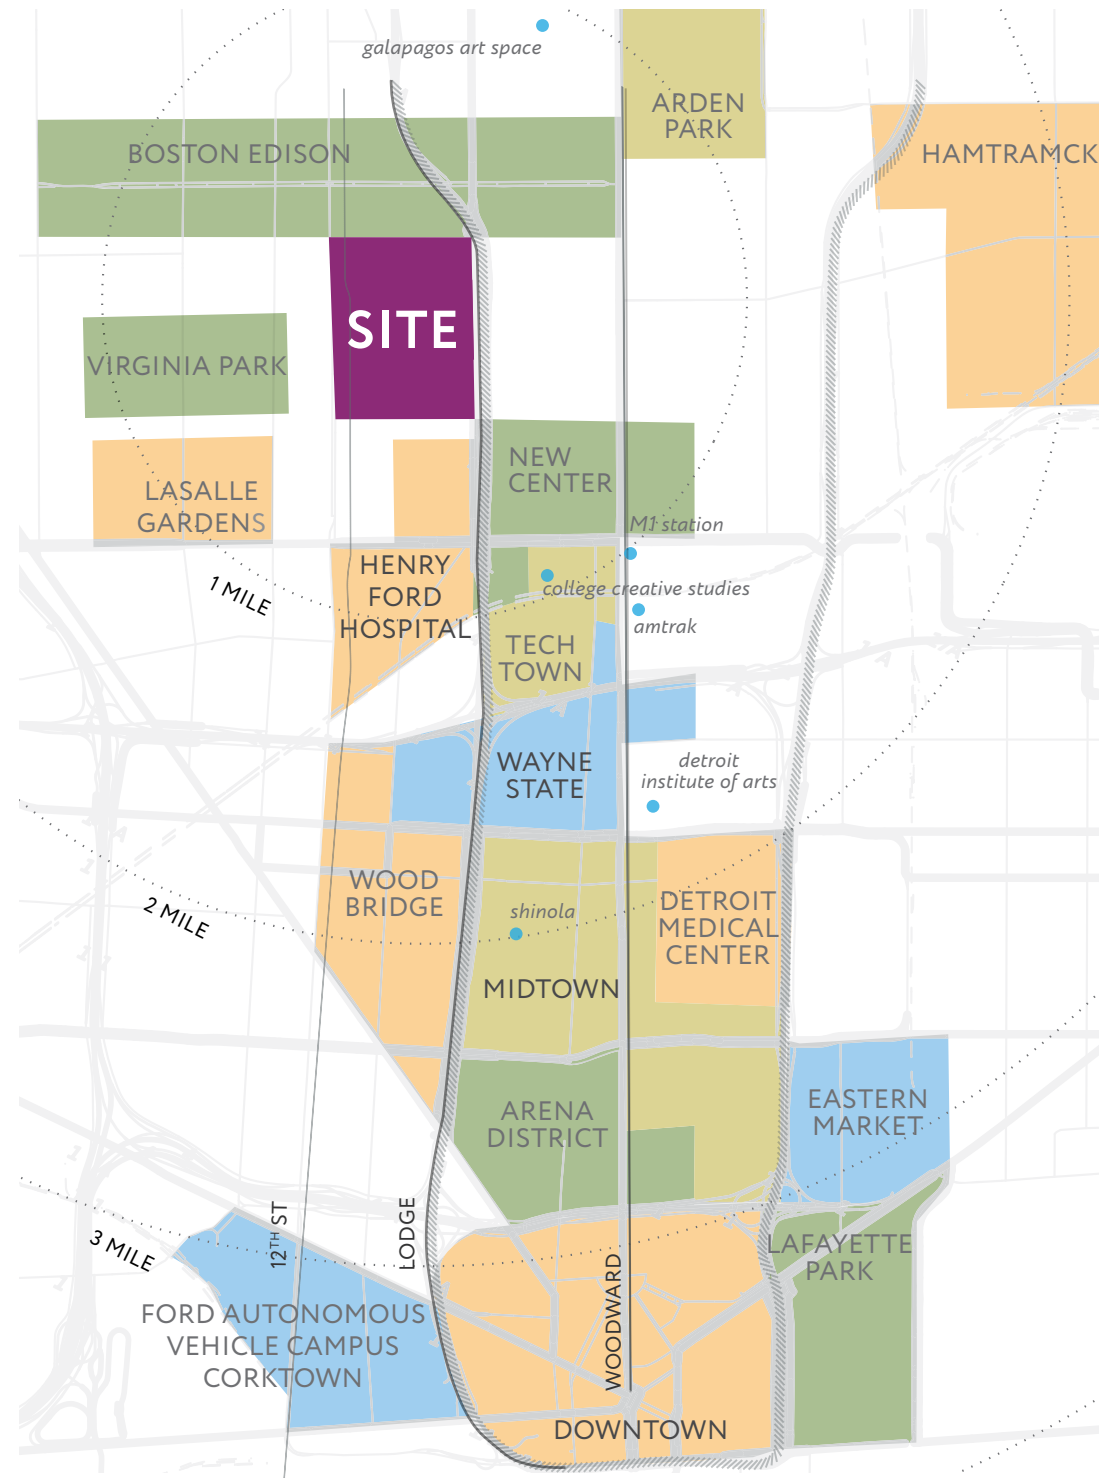 galapagos art space
ARDEN
PARK
BOSTON EDISON
HAMTRAMCK
SITE
VIRGINIA PARK
NEW
CENTER
LASALLE
GARDENS
M1 station
HENRY
FORD
HOSPITAL
1 MILE
college creative studies
amtrak
TECH
TOWN
WAYNE
STATE
detroit
institute of arts
WOOD
BRIDGE
2 MILE
shinola
DETROIT
MEDICAL
CENTER
MIDTOWN
ARENA
DISTRICT
EASTERN
MARKET
12TH ST
LODGE
3 MILE
WOODWARD
LAFAYETTE
PARK
FORD AUTONOMOUS
VEHICLE CAMPUS
CORKTOWN
DOWNTOWN